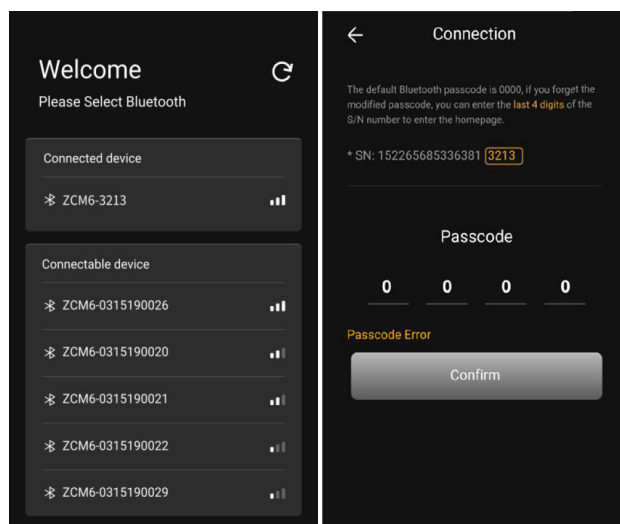 Welcome
Please Select Bluetooth
Connected device
ZCM6-3213
Connectable device
ZCM6-0315190026
ZCM6-0315190020
ZCM6-0315190021
ZCM6-0315190022
ZCM6-0315190029
Connection
The default Bluetooth passcode is 0000, if you forget the
modified passcode, you can enter the last 4 digits of the
S/N number to enter the homepage.
* SN: 152265685336381 3213
Passcode
0 0 0 0
Passcode Error
Confirm